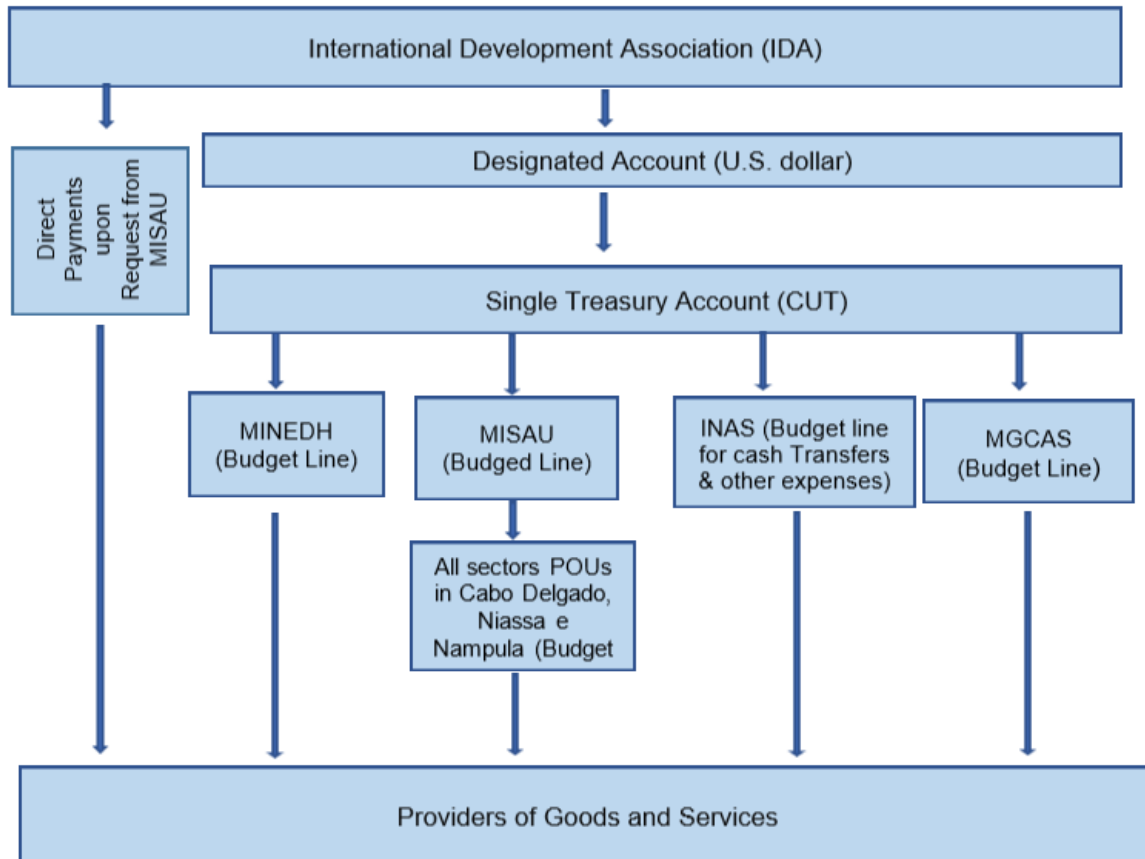 International Development Association (IDA)
Direct
Payments
upon
Request from
MISAU
Designated Account (U.S. dollar)
Single Treasury Account (CUT)
MINEDH
(Budget Line)
MISAU
(Budged Line)
INAS (Budget line
for cash Transfers
& other expenses)
MGCAS
(Budget Line)
All sectors POUs
in Cabo Delgado,
Niassa e
Nampula (Budget
Providers of Goods and Services